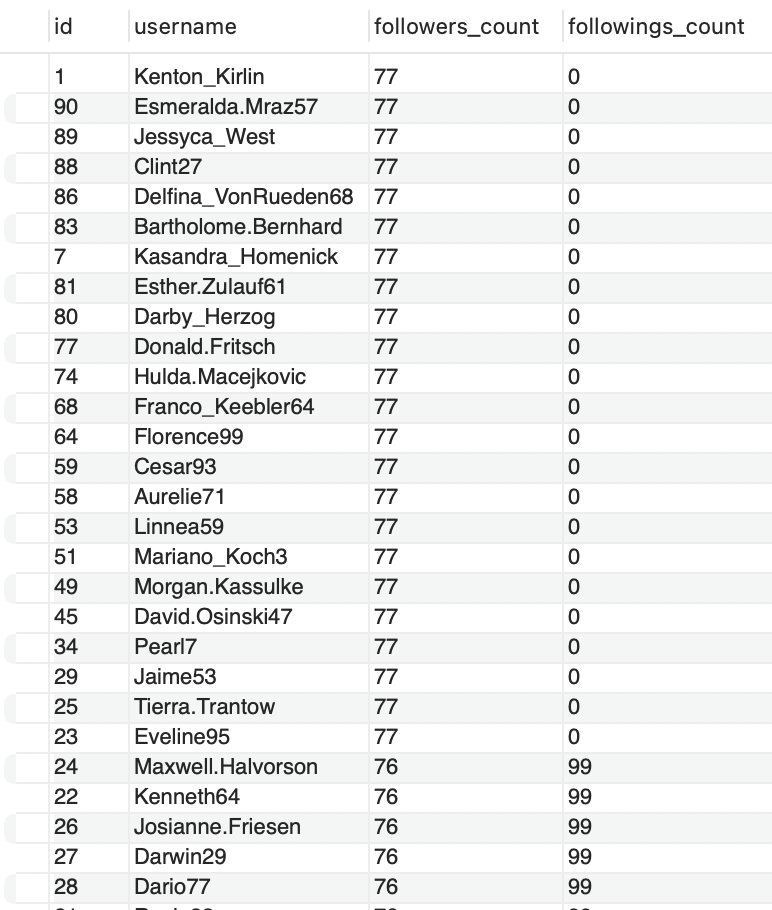 id username followers_count followings_count
1 Kenton_Kirlin 77 0
90 Esmeralda.Mraz57 77 0
89 Jessyca_West 77 0
88 Clint27 77 0
86 Delfina_VonRueden68 77 0
83 Bartholome.Bernhard 77 0
7 Kasandra_Homenick 77 0
81 Esther.Zulauf61 77 0
80 Darby_Herzog 77 0
77 Donald.Fritsch 77 0
74 Hulda.Macejkovic 77 0
68 Franco_Keebler64 77 0
64 Florence99 77 0
59 Cesar93 77 0
58 Aurelie71 77 0
53 Linnea59 77 0
51 Mariano_Koch3 77 0
49 Morgan.Kassulke 77 0
45 David.Osinski47 77 0
34 Pearl7 77 0
29 Jaime53 77 0
25 Tierra.Trantow 77 0
23 Eveline95 77 0
24 Maxwell.Halvorson 76 99
22 Kenneth64 76 99
26 Josianne.Friesen 76 99
27 Darwin29 76 99
28 Dario77 76 99